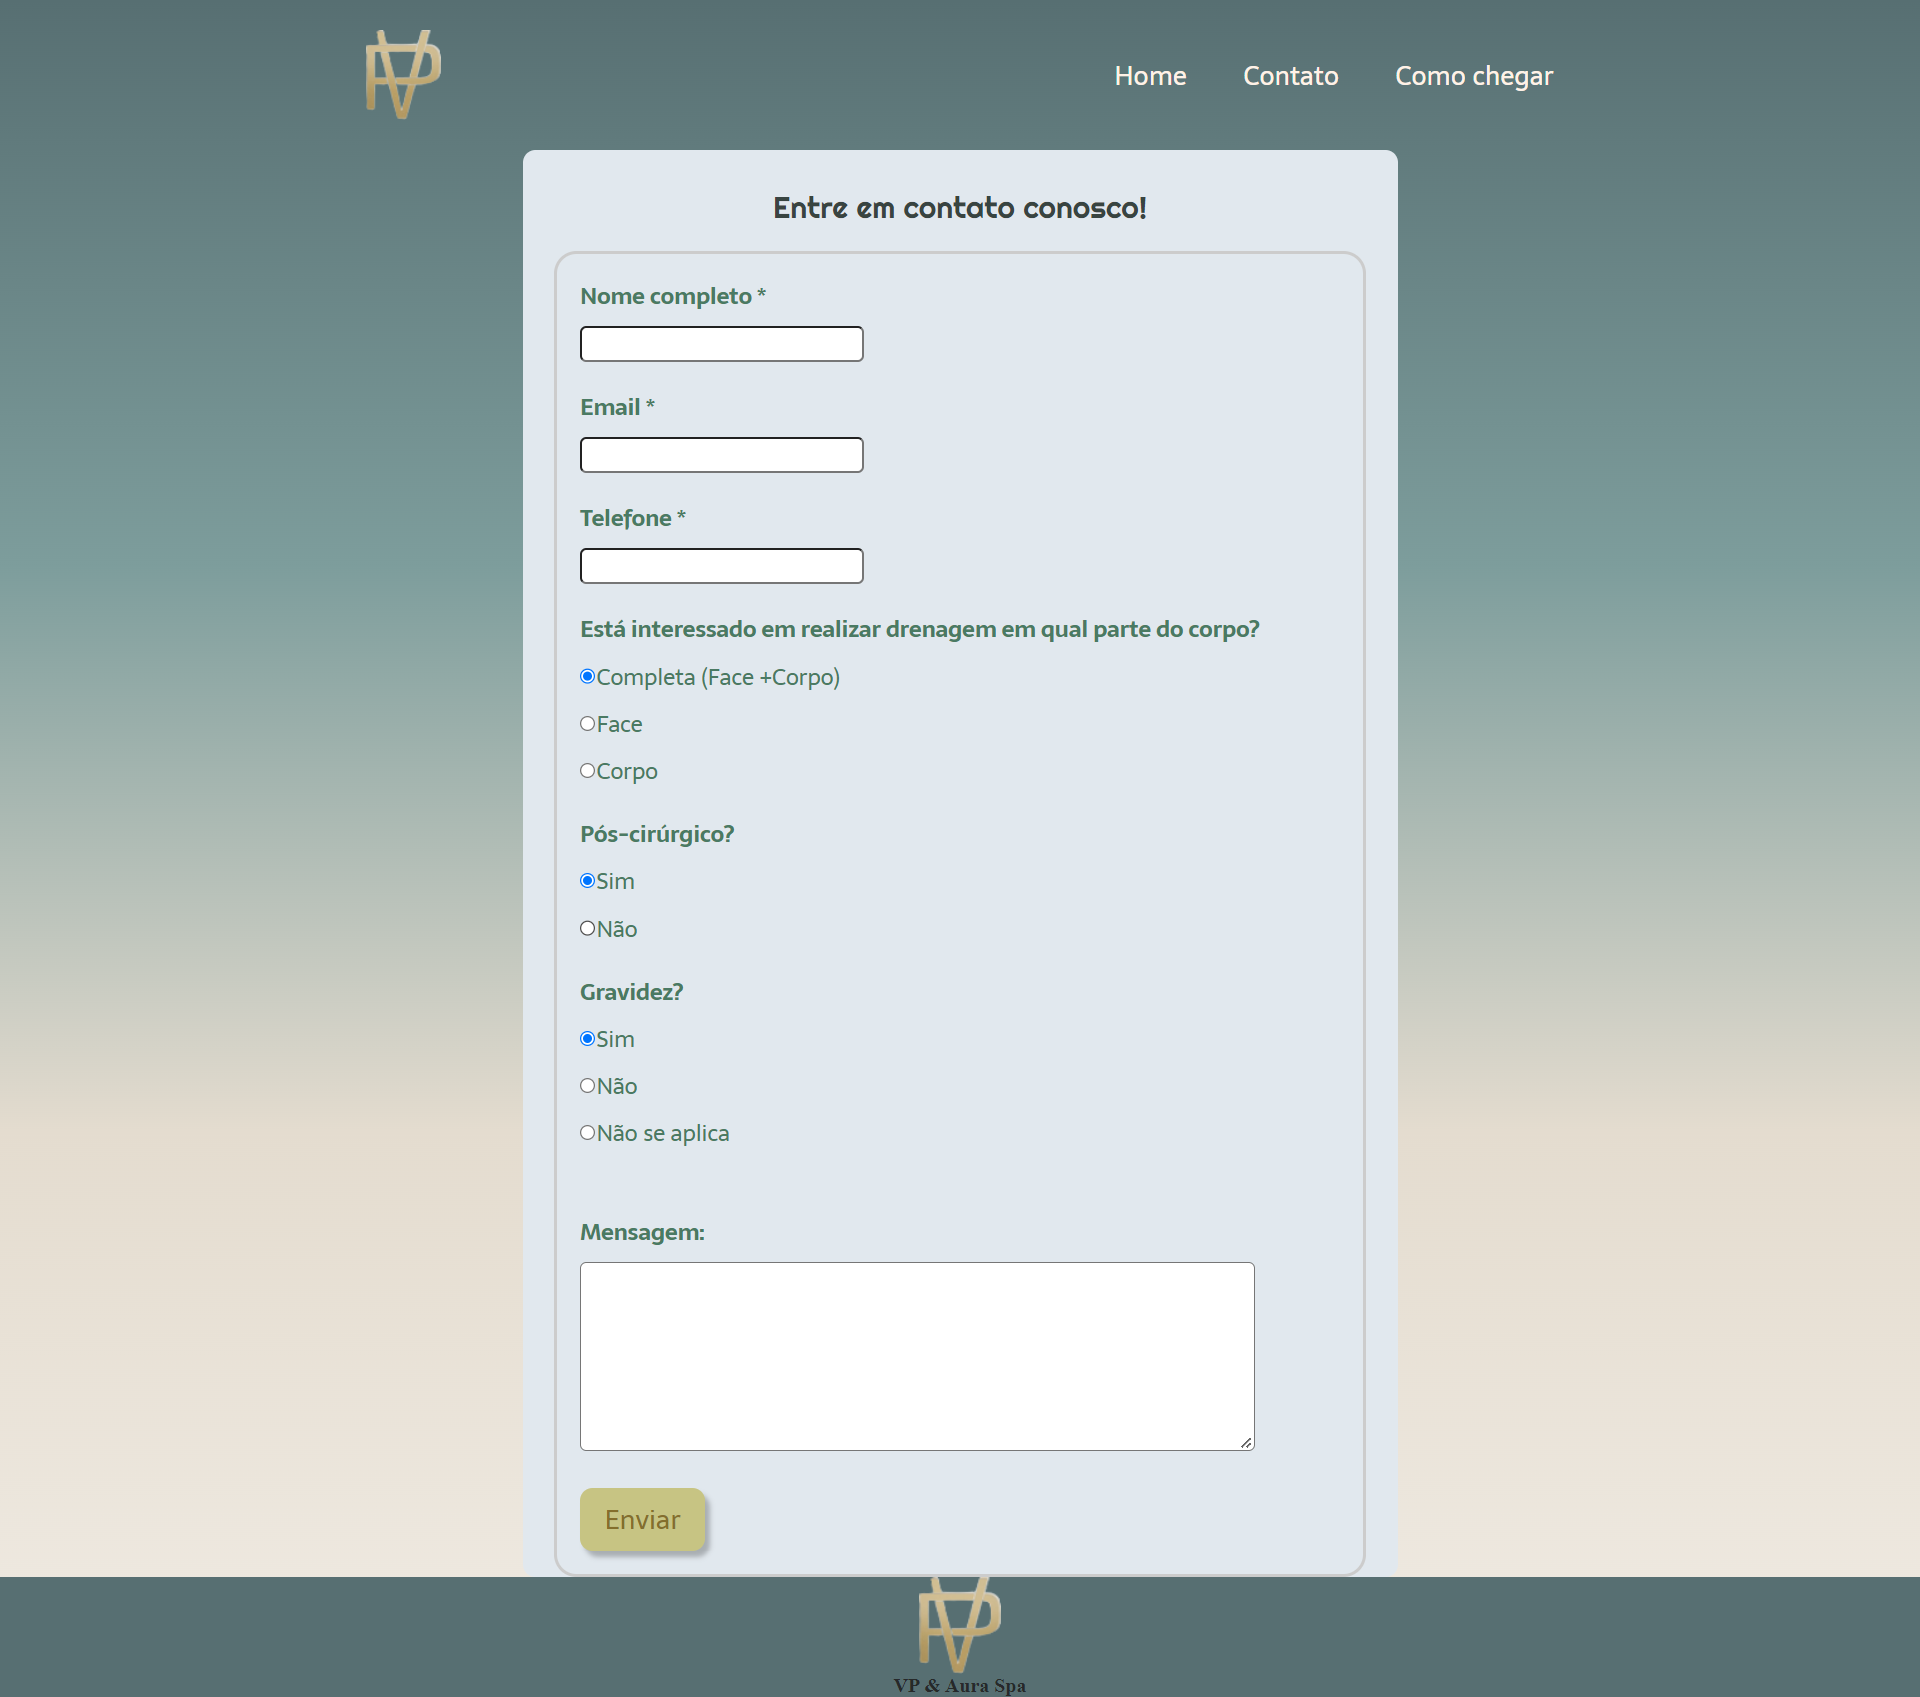 VP
Home Contato Como chegar
Entre em contato conosco!
Nome completo *
Email *
Telefone *
Está interessado em realizar drenagem em qual parte do corpo?
Completa (Face +Corpo)
Face
Corpo
Pós-cirúrgico?
Sim
Não
Gravidez?
Sim
Não
Não se aplica
Mensagem:
Enviar
VP
VP & Aura Spa